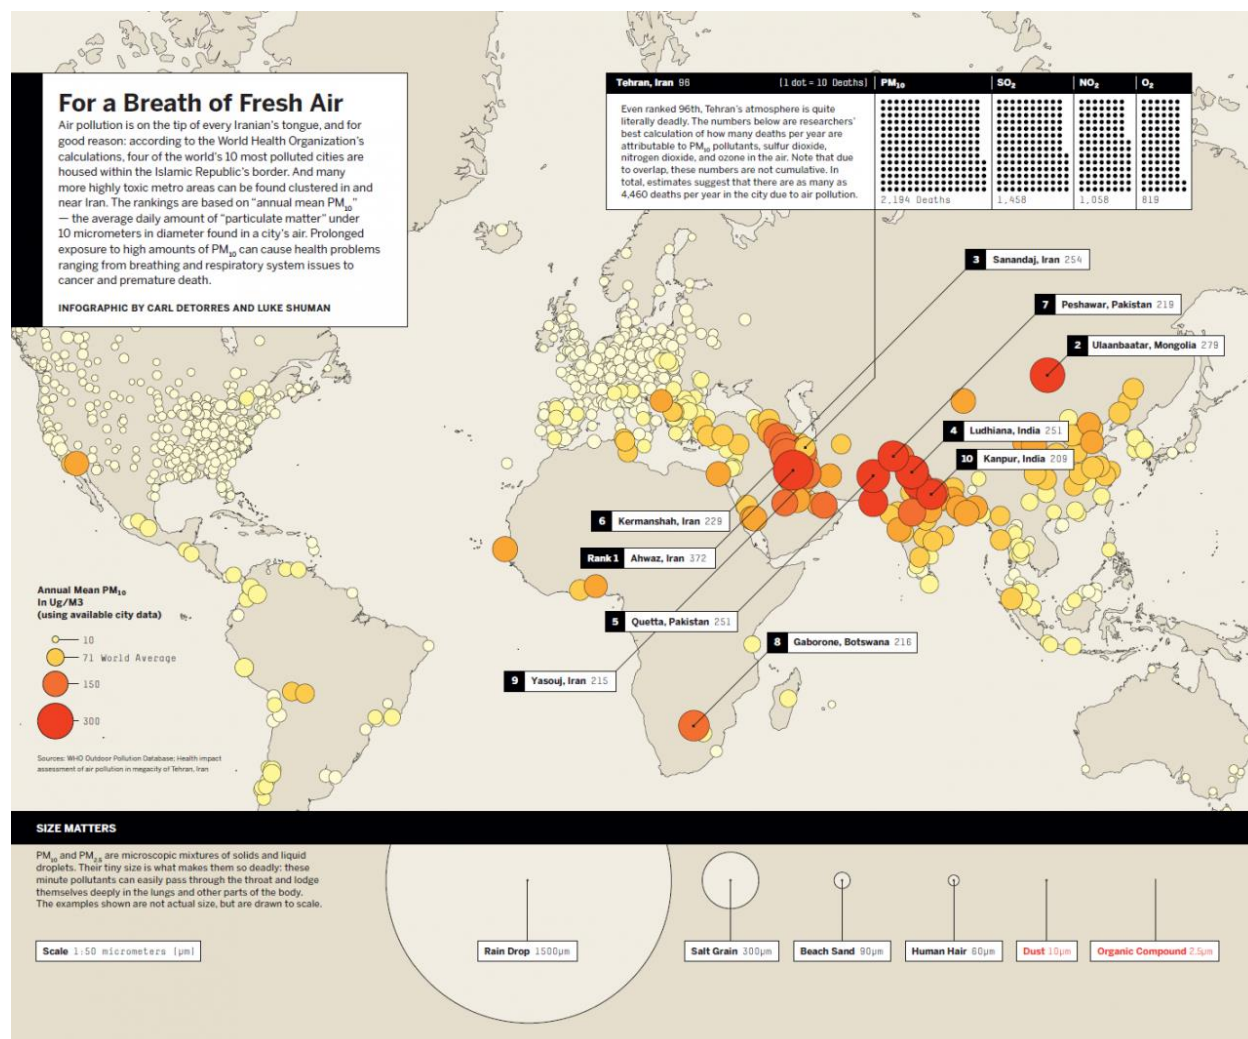 For a Breath of Fresh Air
Air pollution is on the tip of every Iranian's tongue, and for
good reason: according to the World Health Organization's
calculations, four of the world's 10 most polluted cities are
housed within the Islamic Republic's border. And many
more highly toxic metro areas can be found clustered in and
near Iran. The rankings are based on "annual mean PM10"
— the average daily amount of "particulate matter" under
10 micrometers in diameter found in a city's air. Prolonged
exposure to high amounts of PM10 can cause health problems
ranging from breathing and respiratory system issues to
cancer and premature death.
INFOGRAPHIC BY CARL DETORRES AND LUKE SHUMAN
Tehran, Iran 96 (1 dot = 10 Deaths) PM10 SO2 NO2 O2
Even ranked 96th, Tehran's atmosphere is quite
literally deadly. The numbers below are researchers'
best calculation of how many deaths per year are
attributable to PM10 pollutants, sulfur dioxide,
nitrogen dioxide, and ozone in the air. Note that due
to overlap, these numbers are not cumulative. In
total, estimates suggest that there are as many as
4,460 deaths per year in the city due to air pollution.
2,194 Deaths 1,458 1,058 819
3 Sanandaj, Iran 254
7 Peshawar, Pakistan 219
2 Ulaanbaatar, Mongolia 279
4 Ludhiana, India 251
10 Kanpur, India 209
6 Kermanshah, Iran 229
Rank 1 Ahwaz, Iran 372
5 Quetta, Pakistan 251
8 Gaborone, Botswana 216
9 Yasouj, Iran 215
Annual Mean PM10
In Ug/M3
(using available city data)
10
71 World Average
150
300
Sources: WHO Outdoor Pollution Database; Health impact
assessment of air pollution in megacity of Tehran, Iran
SIZE MATTERS
PM10 and PM2.5 are microscopic mixtures of solids and liquid
droplets. Their tiny size is what makes them so deadly: these
minute pollutants can easily pass through the throat and lodge
themselves deeply in the lungs and other parts of the body.
The examples shown are not actual size, but are drawn to scale.
Scale 1:50 micrometers (µm)
Rain Drop 1500µm
Salt Grain 300µm
Beach Sand 90µm
Human Hair 60µm
Dust 10µm
Organic Compound 2.5µm